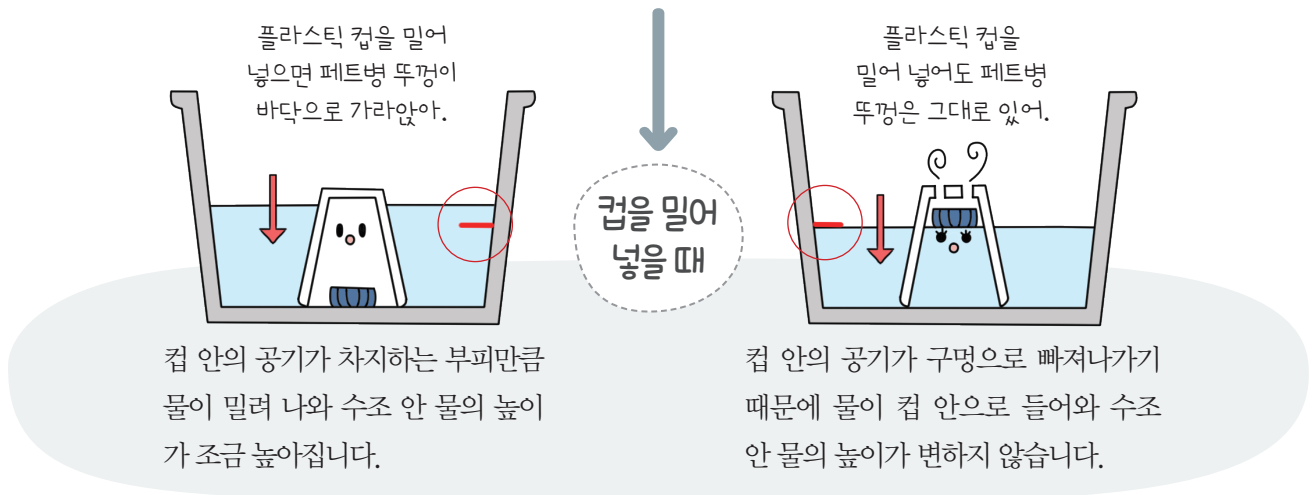 플라스틱 컵을 밀어
넣으면 페트병 뚜껑이
바닥으로 가라앉아.
컵을 밀어
넣을 때
플라스틱 컵을
밀어 넣어도 페트병
뚜껑은 그대로 있어.
컵 안의 공기가 차지하는 부피만큼
물이 밀려 나와 수조 안 물의 높이
가 조금 높아집니다.
컵 안의 공기가 구멍으로 빠져나가기
때문에 물이 컵 안으로 들어와 수조
안 물의 높이가 변하지 않습니다.